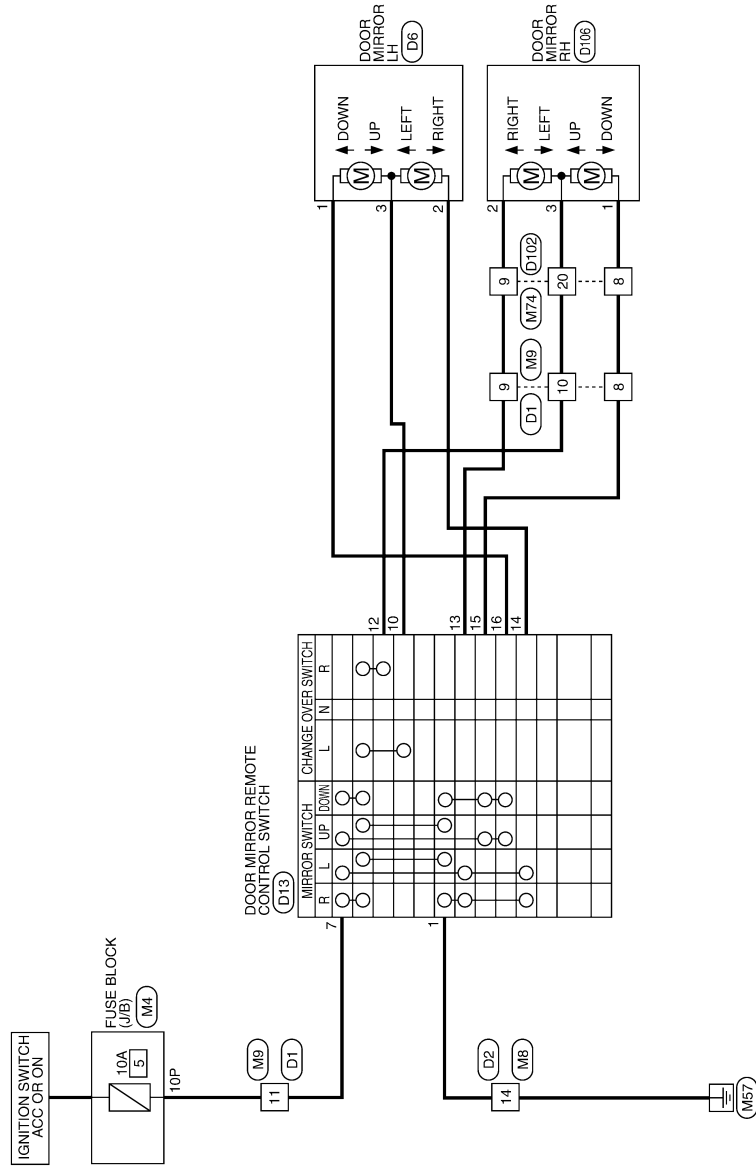 IGNITION SWITCH
ACC OR ON
FUSE BLOCK
(J/B)
M4
10A
5
10P
M9
D1
11
D2
M8
14
M57
DOOR MIRROR REMOTE
CONTROL SWITCH
D13
7
1
MIRROR SWITCH
CHANGE OVER SWITCH
R
L
UP
DOWN
L
N
R
12
10
13
15
16
14
D1
M9
9
10
8
M74
D102
9
20
8
DOOR
MIRROR
LH
D6
1
3
2
M
M
DOWN
UP
LEFT
RIGHT
DOOR
MIRROR
RH
D106
2
3
1
M
M
RIGHT
LEFT
UP
DOWN